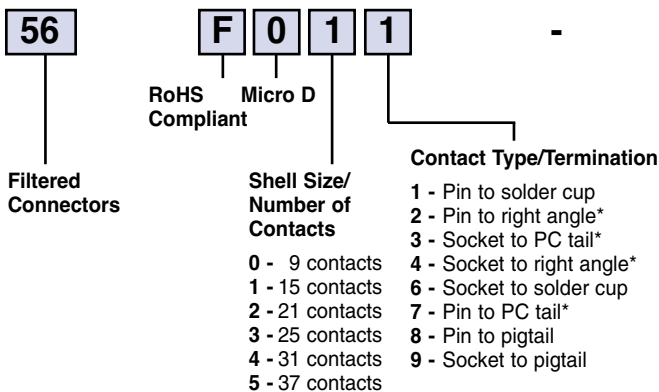 56 F 0 1 1 -
RoHS
Compliant
Micro D
Filtered
Connectors
Shell Size/
Number of
Contacts
0 - 9 contacts
1 - 15 contacts
2 - 21 contacts
3 - 25 contacts
4 - 31 contacts
5 - 37 contacts
Contact Type/Termination
1 - Pin to solder cup
2 - Pin to right angle*
3 - Socket to PC tail*
4 - Socket to right angle*
6 - Socket to solder cup
7 - Pin to PC tail*
8 - Pin to pigtail
9 - Socket to pigtail